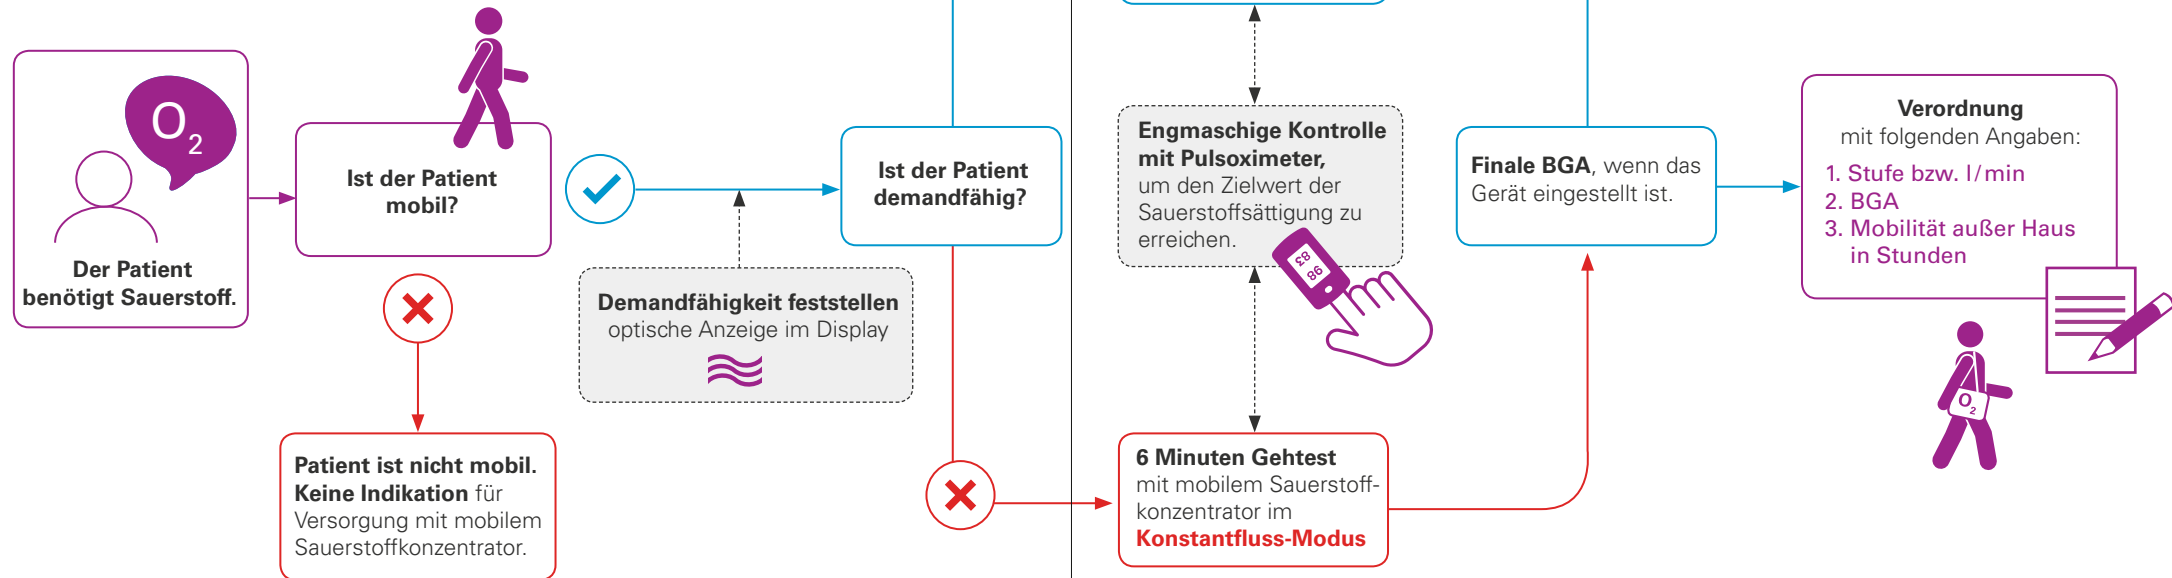 O2
Der Patient
benötigt Sauerstoff.
Ist der Patient
mobil?
Patient ist nicht mobil.
Keine Indikation für
Versorgung mit mobilem
Sauerstoffkonzentrator.
Demandfähigkeit feststellen
optische Anzeige im Display
Ist der Patient
demandfähig?
Engmaschige Kontrolle
mit Pulsoximeter,
um den Zielwert der
Sauerstoffsättigung zu
erreichen.
98
83
6 Minuten Gehtest
mit mobilem Sauerstoff-
konzentrator im
Konstantfluss-Modus
Finale BGA, wenn das
Gerät eingestellt ist.
Verordnung
mit folgenden Angaben:
1. Stufe bzw. l/min
2. BGA
3. Mobilität außer Haus
in Stunden
O2